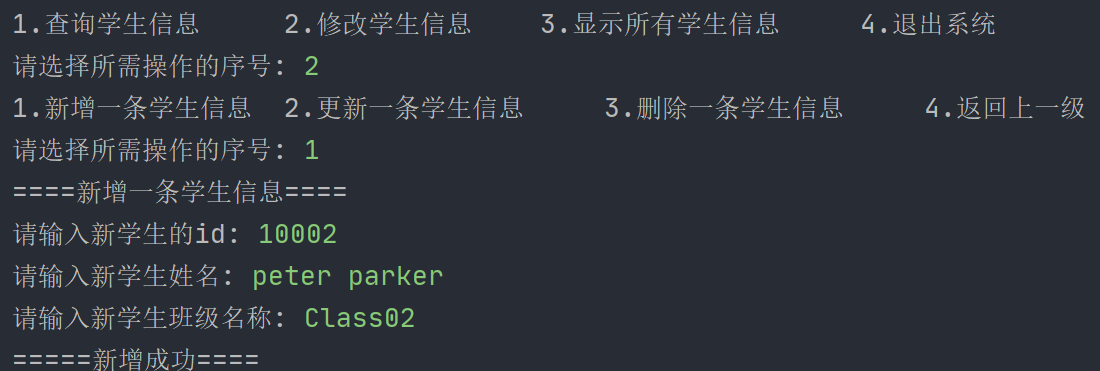 1.查询学生信息 2.修改学生信息 3.显示所有学生信息 4.退出系统
请选择所需操作的序号: 2
1.新增一条学生信息 2.更新一条学生信息 3.删除一条学生信息 4.返回上一级
请选择所需操作的序号: 1
====新增一条学生信息====
请输入新学生的id: 10002
请输入新学生姓名: peter parker
请输入新学生班级名称: Class02
=====新增成功====